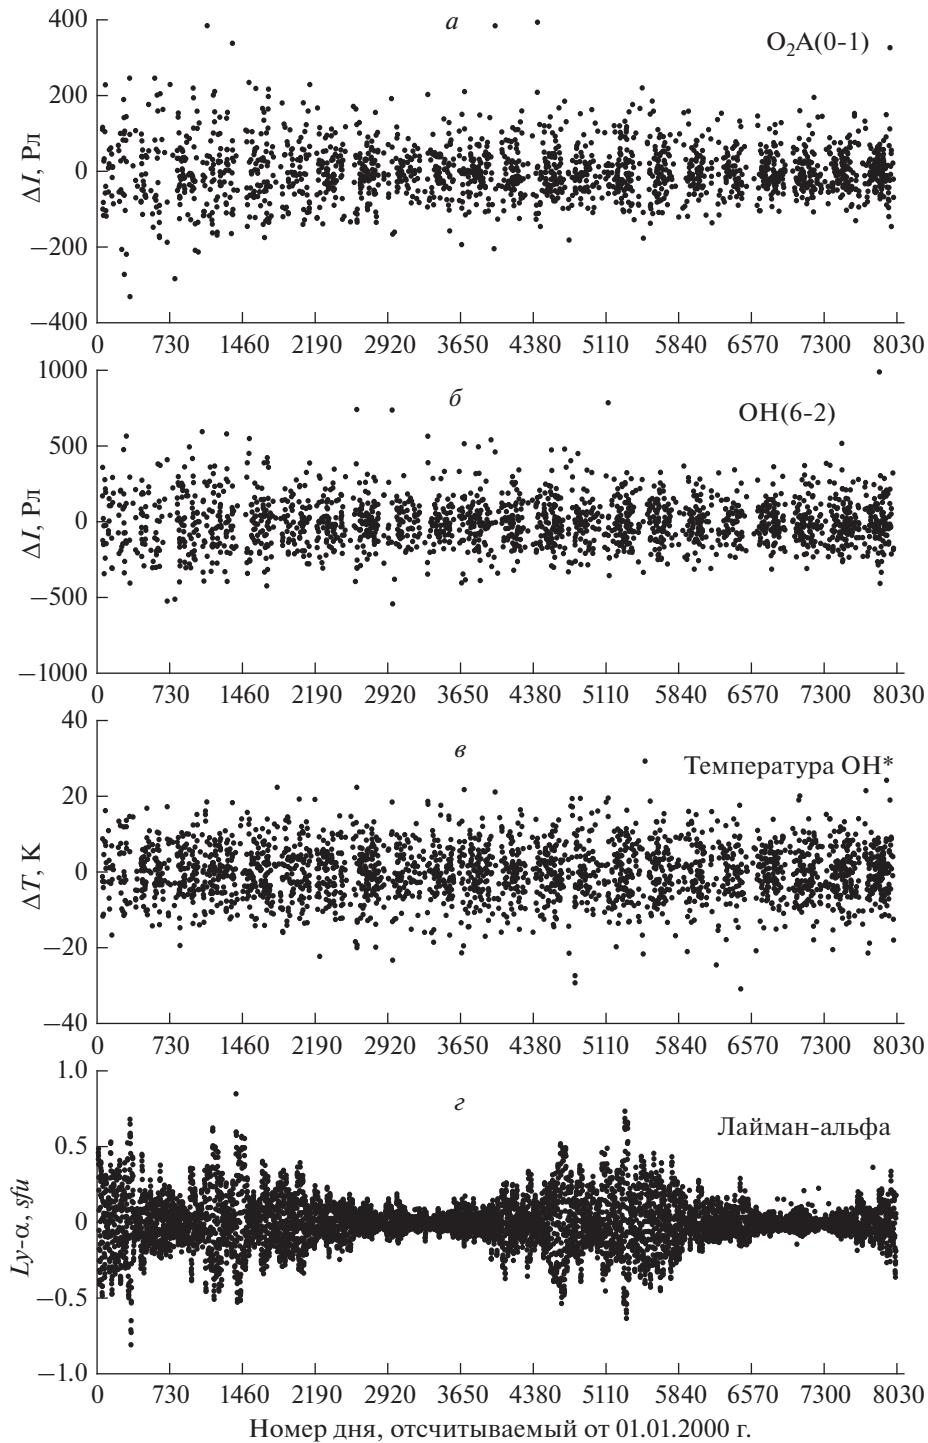 400
а
O₂A(0-1)
200
0
−200
−400
ΔI, Рл
0 730 1460 2190 2920 3650 4380 5110 5840 6570 7300 8030
1000
б
OH(6-2)
500
0
−500
−1000
ΔI, Рл
0 730 1460 2190 2920 3650 4380 5110 5840 6570 7300 8030
40
в
Температура OH*
20
0
−20
−40
ΔT, К
0 730 1460 2190 2920 3650 4380 5110 5840 6570 7300 8030
1.0
г
Лайман-альфа
0.5
0
−0.5
−1.0
Ly-α, sfu
0 730 1460 2190 2920 3650 4380 5110 5840 6570 7300 8030
Номер дня, отсчитываемый от 01.01.2000 г.